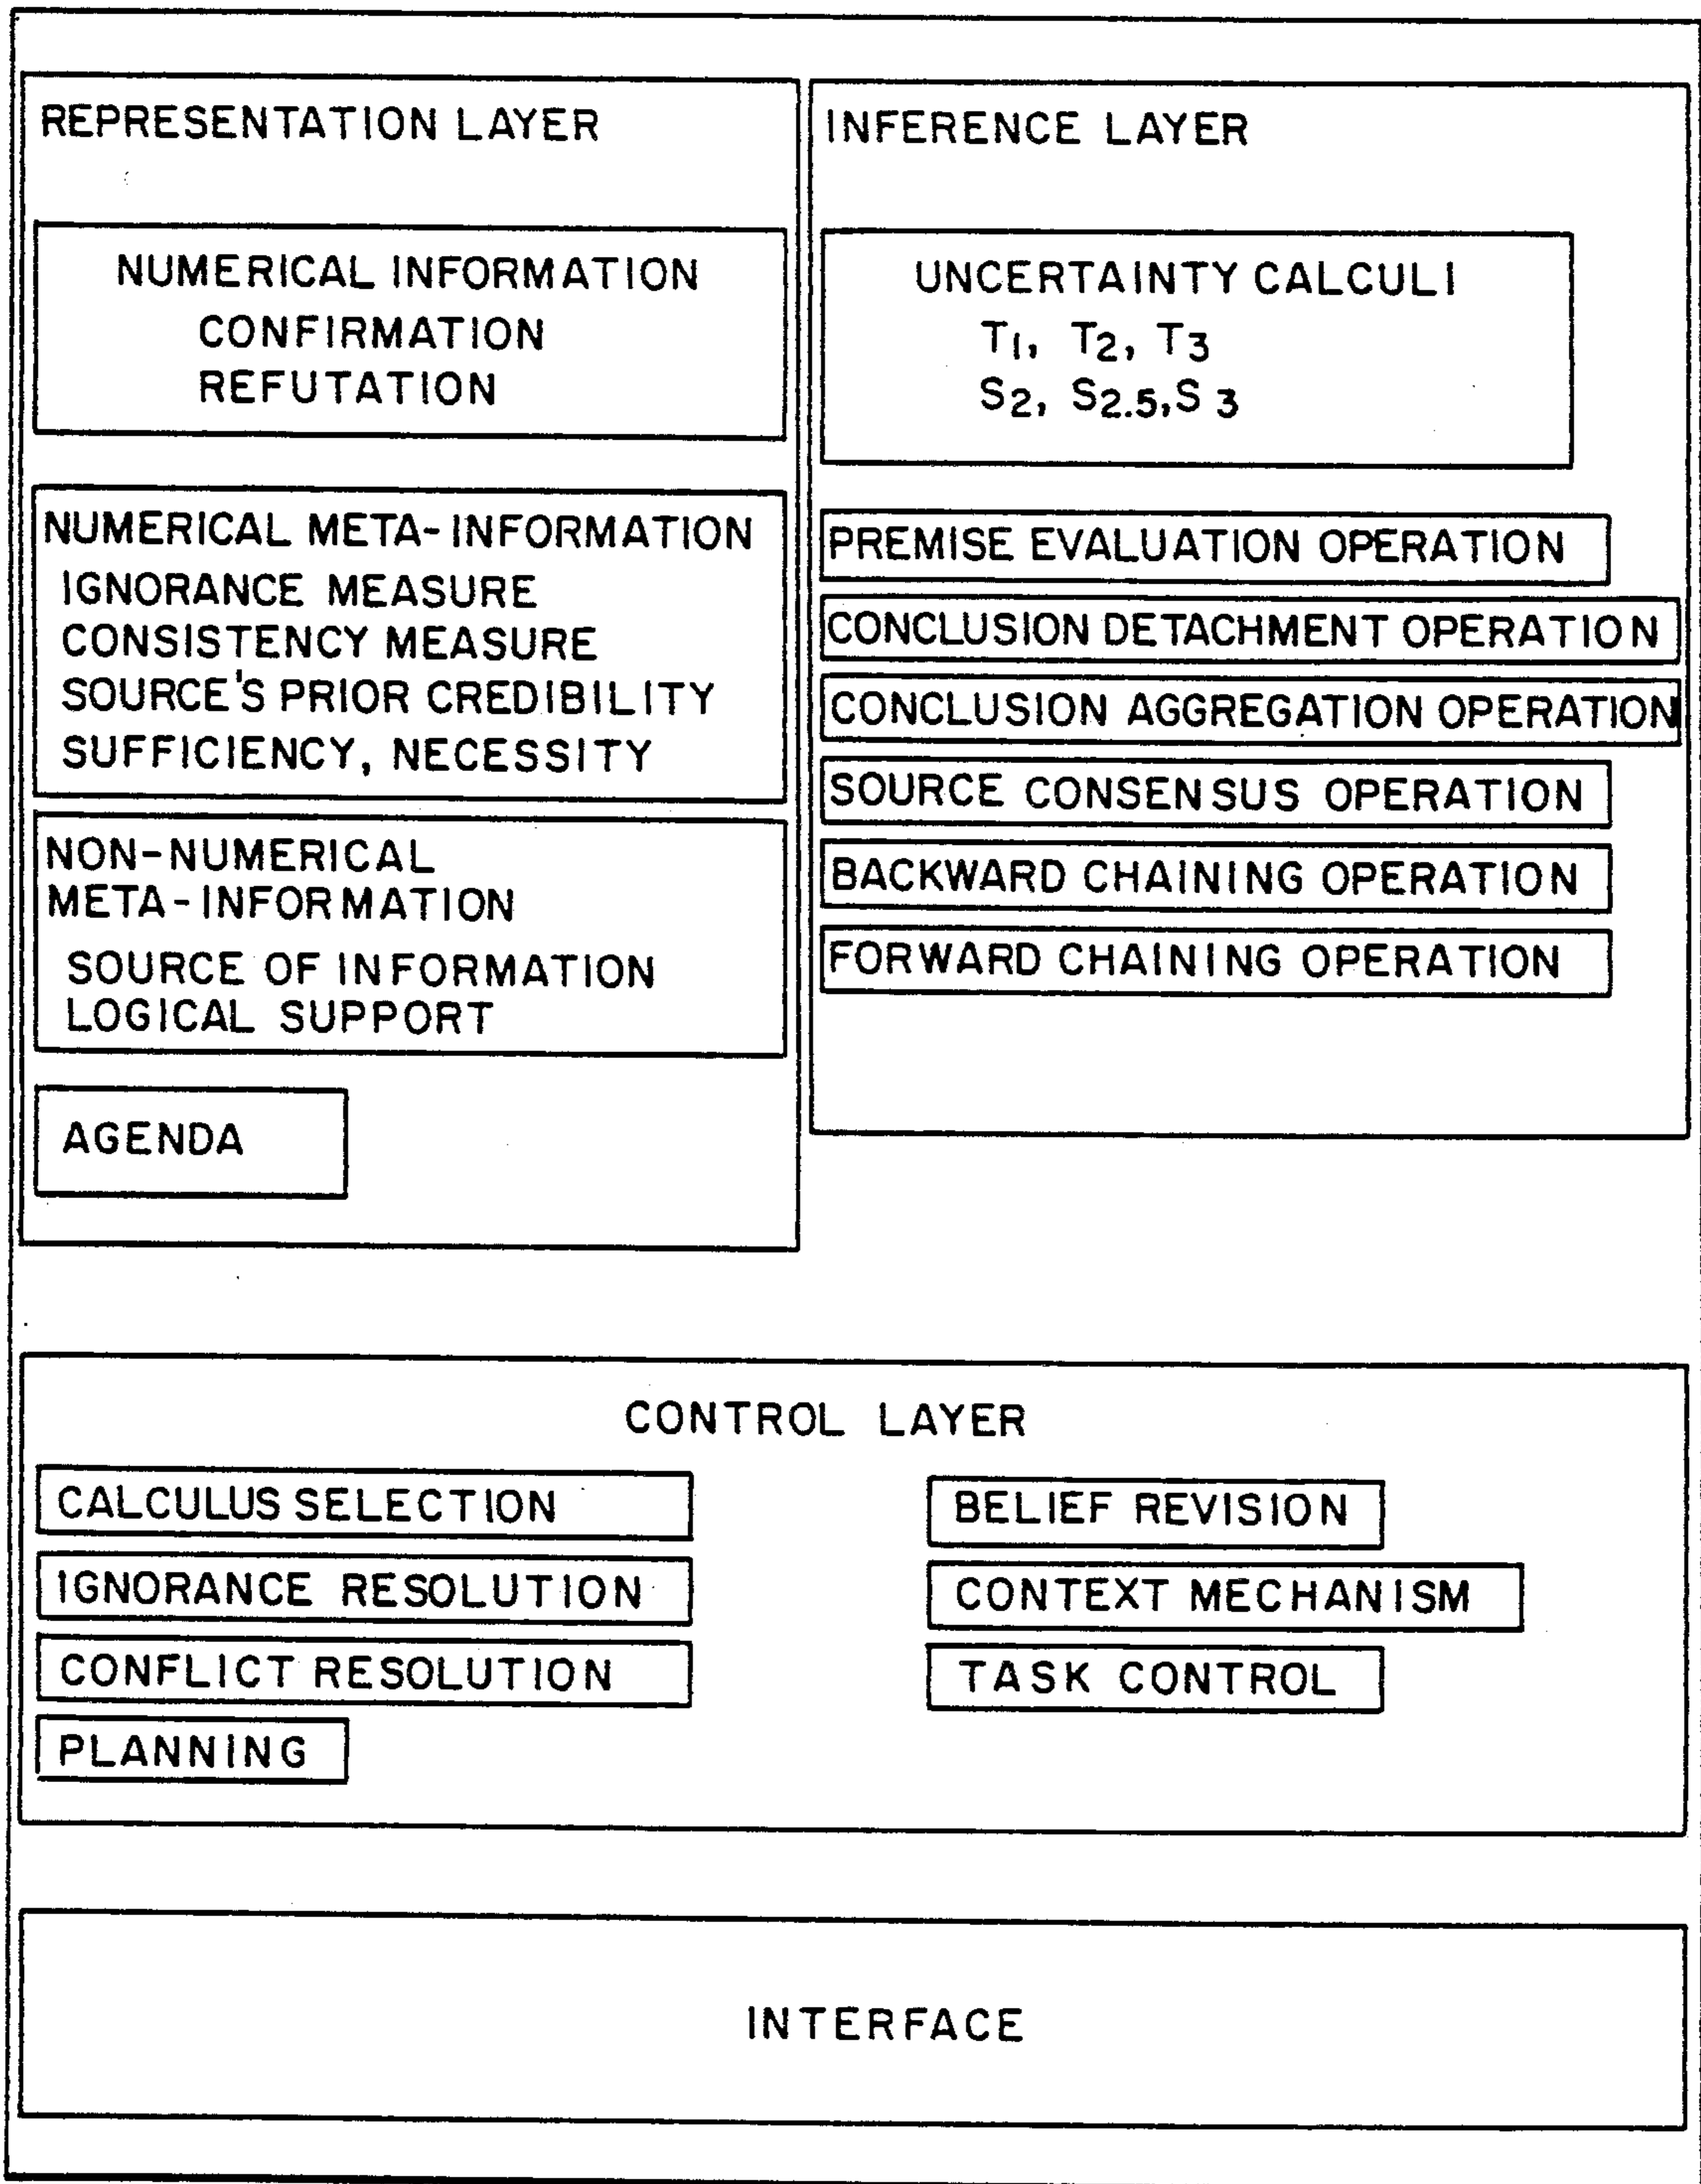 REPRESENTATION LAYER
NUMERICAL INFORMATION
CONFIRMATION
REFUTATION
NUMERICAL META-INFORMATION
IGNORANCE MEASURE
CONSISTENCY MEASURE
SOURCE'S PRIOR CREDIBILITY
SUFFICIENCY, NECESSITY
NON-NUMERICAL
META-INFORMATION
SOURCE OF INFORMATION
LOGICAL SUPPORT
AGENDA
INFERENCE LAYER
UNCERTAINTY CALCULI
T1, T2, T3
S2, S2.5, S3
PREMISE EVALUATION OPERATION
CONCLUSION DETACHMENT OPERATION
CONCLUSION AGGREGATION OPERATION
SOURCE CONSENSUS OPERATION
BACKWARD CHAINING OPERATION
FORWARD CHAINING OPERATION
CONTROL LAYER
CALCULUS SELECTION
IGNORANCE RESOLUTION
CONFLICT RESOLUTION
PLANNING
BELIEF REVISION
CONTEXT MECHANISM
TASK CONTROL
INTERFACE